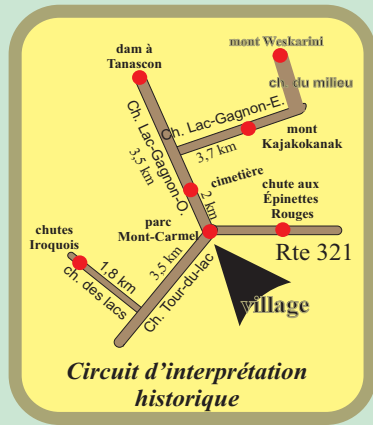 dam à
Tanascon
mont Weskarini
ch. du milieu
Ch. Lac-Gagnon-E.
3,7 km
mont
Kajakokanak
Ch. Lac-Gagnon-O.
3,5 km
cimetière
2 km
chute aux
Épinettes
Rouges
parc
Mont-Carmel
Rte 321
chutes
Iroquois
1,8 km
ch. des lacs
3,5 km
Ch. Tour-du-lac
village
Circuit d'interprétation
historique